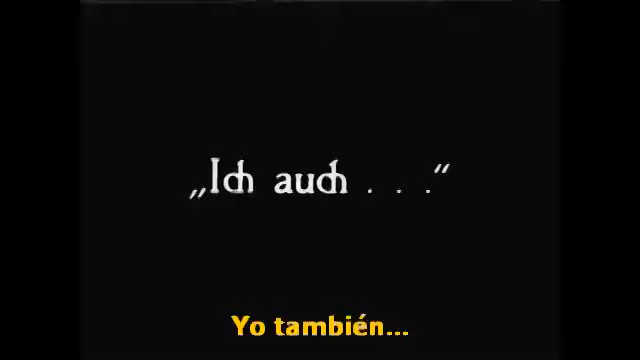 „Ich auch . . .“
Yo también...